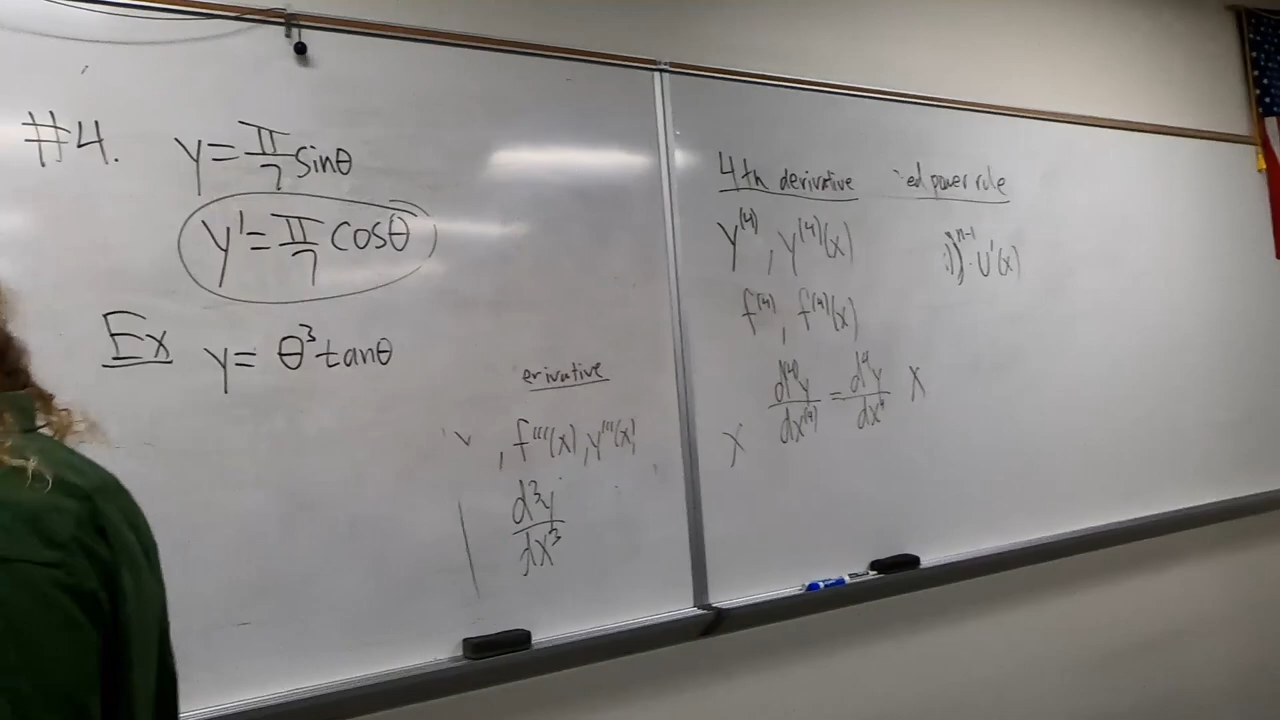 #4. y = π/7 sinθ
y' = π/7 cosθ
Ex y = θ³tanθ
erivative
, f'''(x), y'''(x)
d³y/dx³
4th derivative
y⁽⁴⁾, y⁽⁴⁾(x)
f⁽⁴⁾, f⁽⁴⁾(x)
d⁽⁴⁾y/dx⁽⁴⁾ = d⁴y/dx⁴ X
X
ed power rule
))ⁿ⁻¹·u'(x)